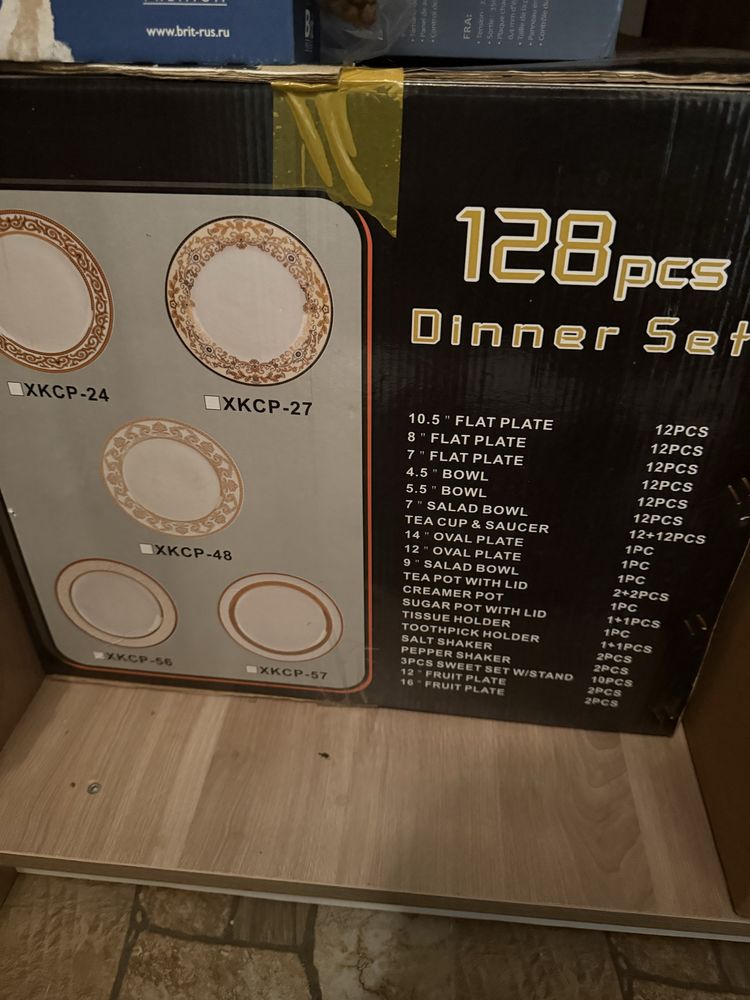 www.brit-rus.ru
FRA:
128pcs
Dinner Set
XKCP-24
XKCP-27
XKCP-48
XKCP-56
XKCP-57
10.5" FLAT PLATE 12PCS
8" FLAT PLATE 12PCS
7" FLAT PLATE 12PCS
4.5" BOWL 12PCS
5.5" BOWL 12PCS
7" SALAD BOWL 12PCS
TEA CUP & SAUCER 12+12PCS
14" OVAL PLATE 1PC
12" OVAL PLATE 1PC
9" SALAD BOWL 1PC
TEA POT WITH LID 2+2PCS
CREAMER POT 1PC
SUGAR POT WITH LID 1+1PCS
TISSUE HOLDER 1PC
TOOTHPICK HOLDER 1+1PCS
SALT SHAKER 2PCS
PEPPER SHAKER 2PCS
3PCS SWEET SET W/STAND 10PCS
12" FRUIT PLATE 2PCS
16" FRUIT PLATE 2PCS